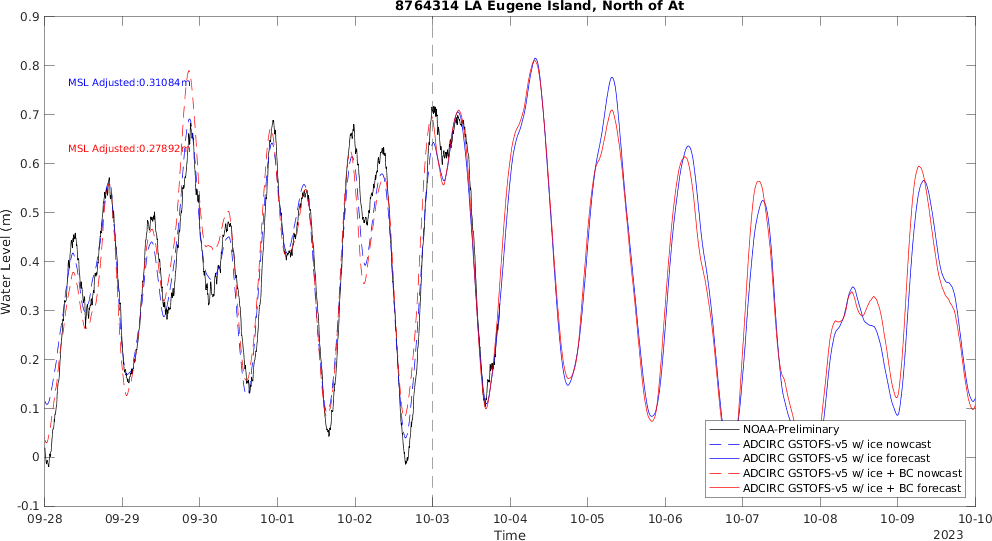 8764314 LA Eugene Island, North of At
0.9
0.8
0.7
0.6
0.5
0.4
0.3
0.2
0.1
0
-0.1
Water Level (m)
MSL Adjusted:0.31084m
MSL Adjusted:0.27892m
NOAA-Preliminary
ADCIRC GSTOFS-v5 w/ ice nowcast
ADCIRC GSTOFS-v5 w/ ice forecast
ADCIRC GSTOFS-v5 w/ ice + BC nowcast
ADCIRC GSTOFS-v5 w/ ice + BC forecast
09-28 09-29 09-30 10-01 10-02 10-03 10-04 10-05 10-06 10-07 10-08 10-09 10-10
Time
2023